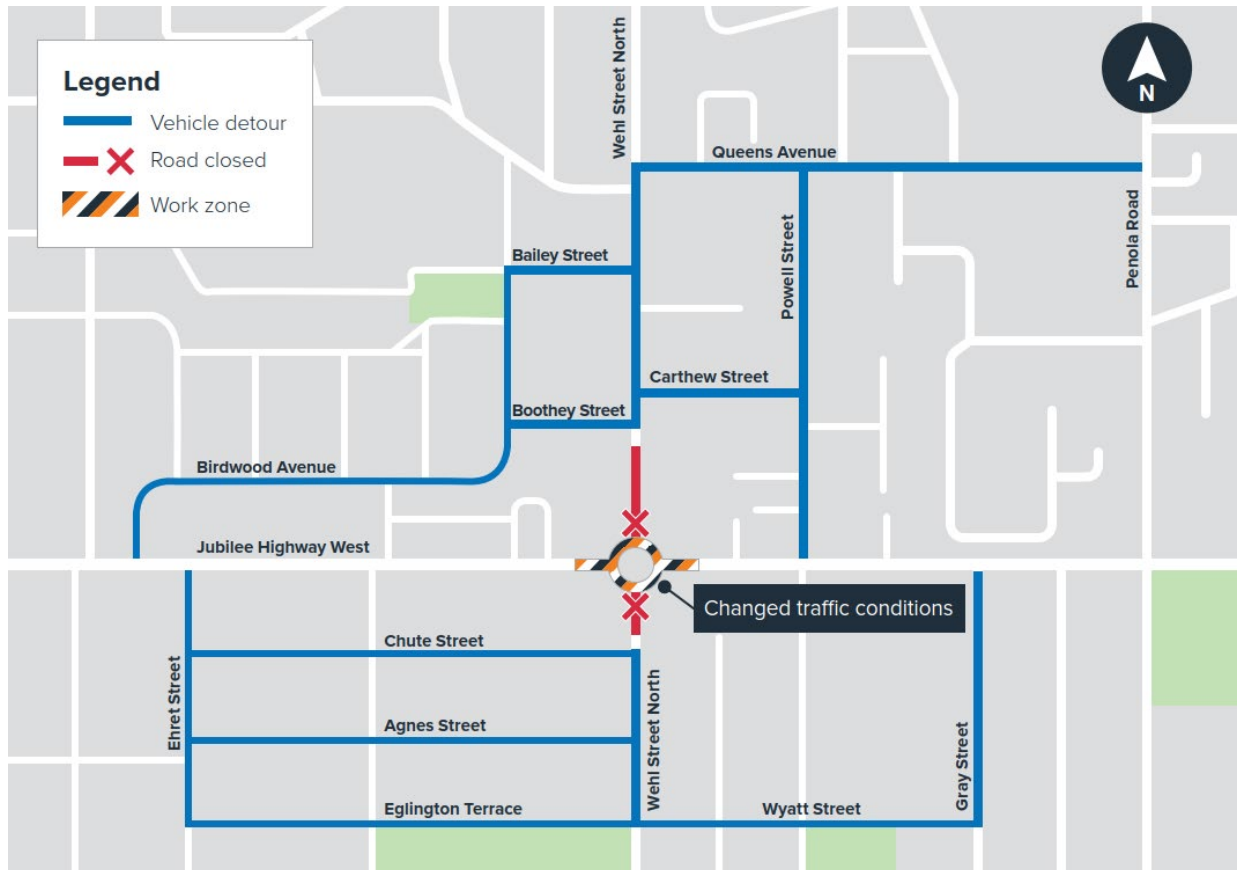 Legend
Vehicle detour
Road closed
Work zone
N
Wehl Street North
Queens Avenue
Penola Road
Powell Street
Bailey Street
Carthew Street
Boothey Street
Birdwood Avenue
Jubilee Highway West
Changed traffic conditions
Chute Street
Ehret Street
Agnes Street
Wehl Street North
Gray Street
Eglington Terrace
Wyatt Street